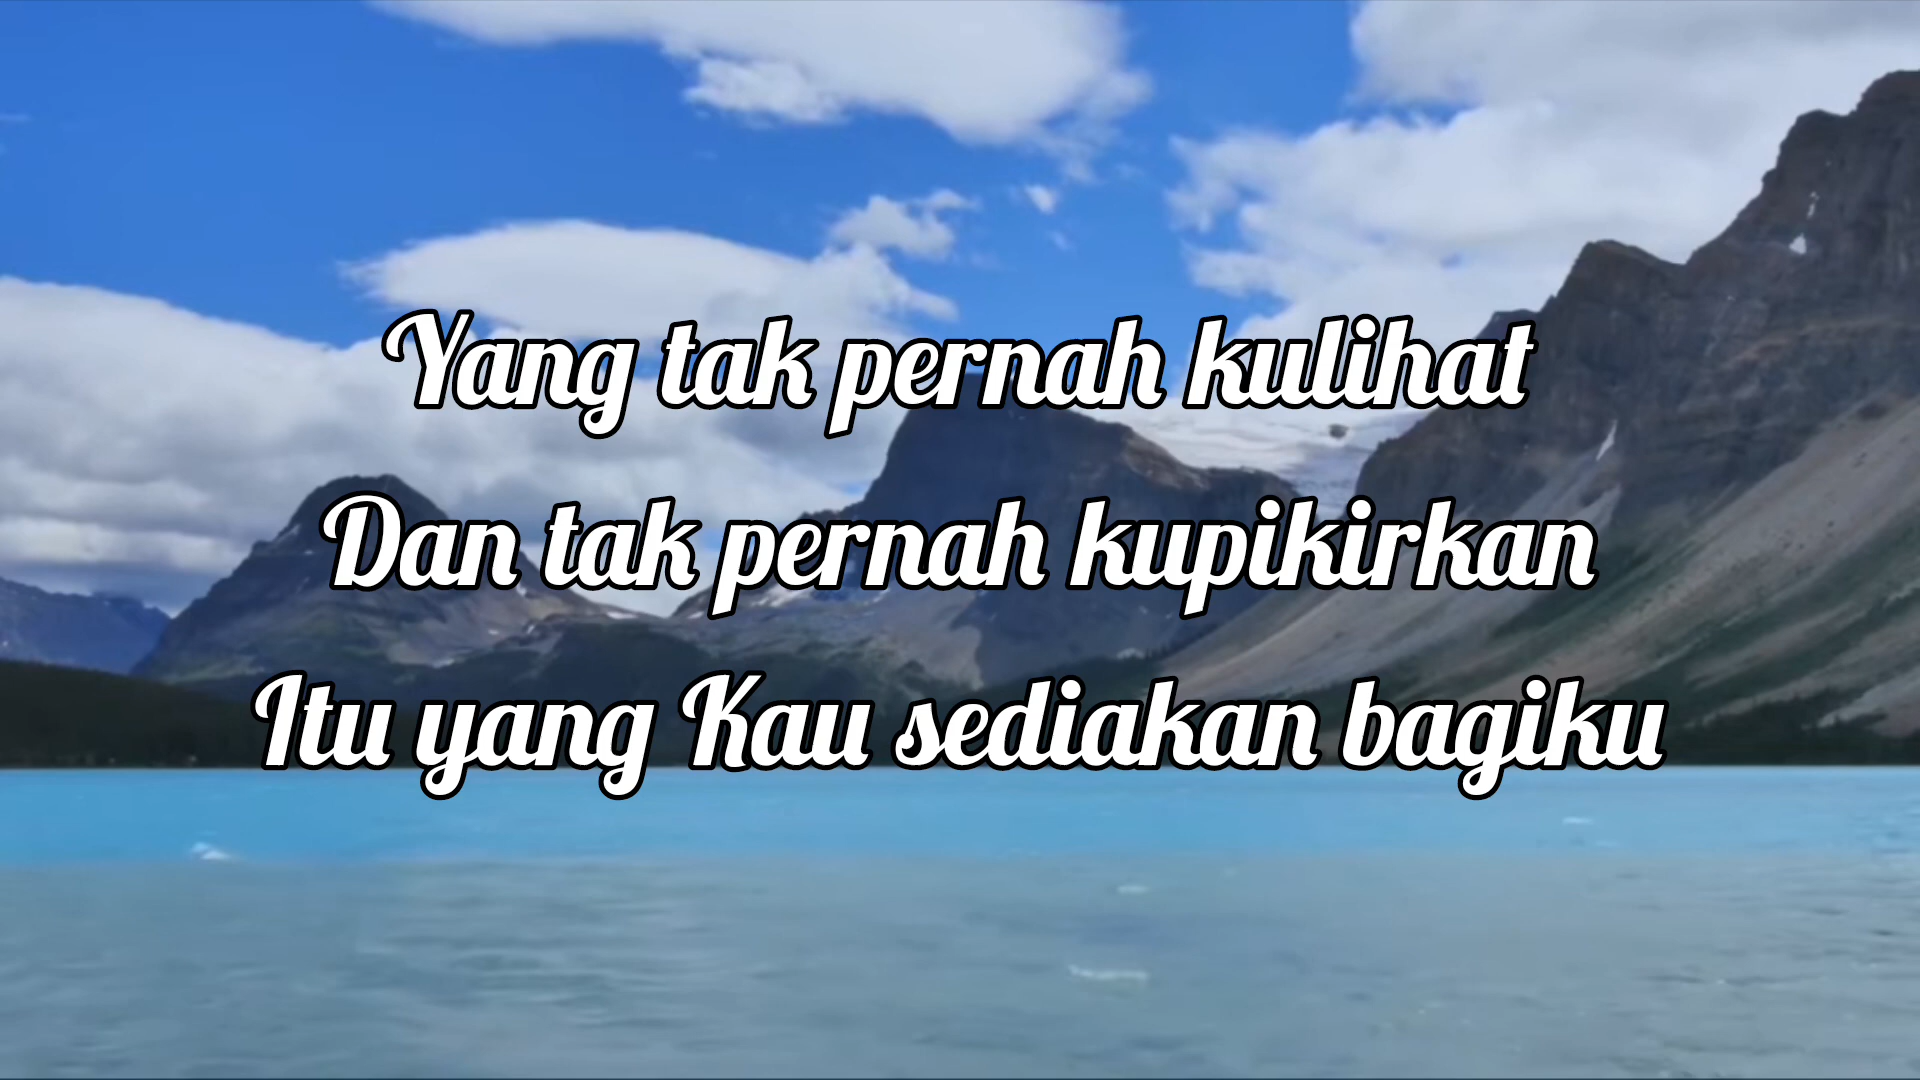 Yang tak pernah kulihat
Dan tak pernah kupikirkan
Itu yang Kau sediakan bagiku